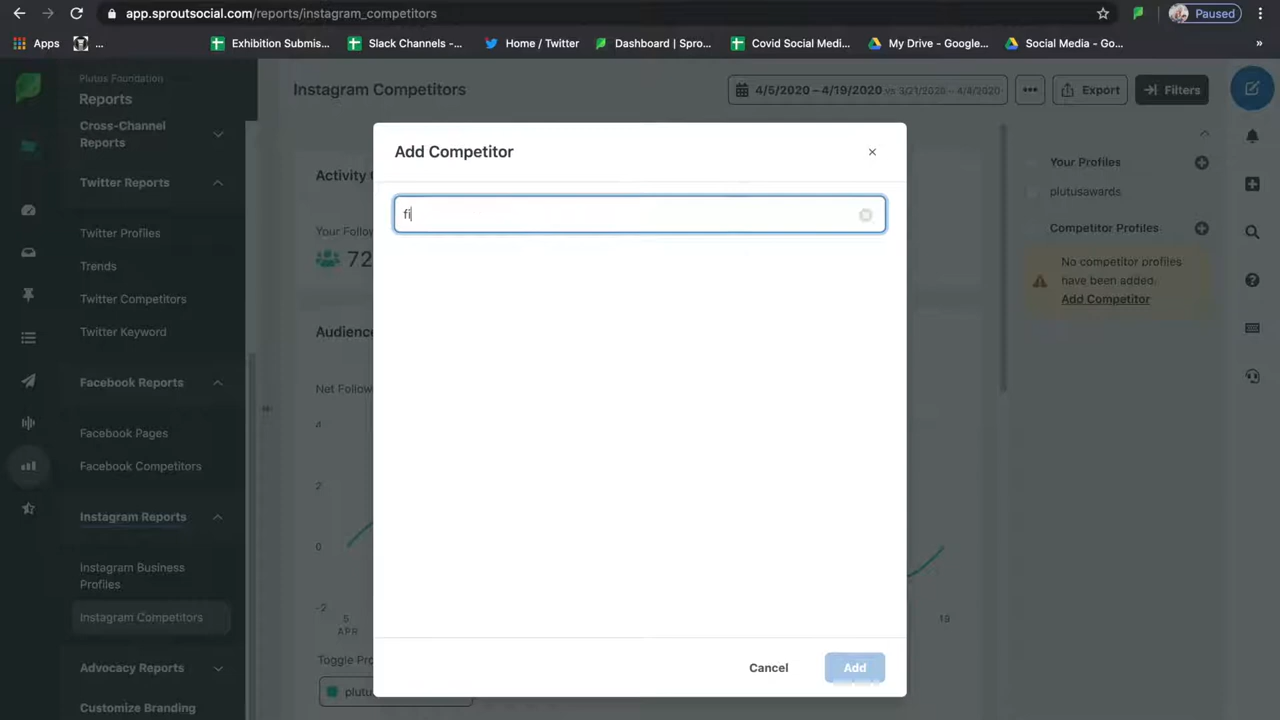 app.sproutsocial.com/reports/instagram_competitors
Paused
Apps
...
Exhibition Submis...
Slack Channels -...
Home / Twitter
Dashboard | Spro...
Covid Social Medi...
My Drive - Google...
Social Media - Go...
»
Plutus Foundation
Reports
Cross-Channel
Reports
Twitter Reports
Twitter Profiles
Trends
Twitter Competitors
Twitter Keyword
Facebook Reports
Facebook Pages
Facebook Competitors
Instagram Reports
Instagram Business
Profiles
Instagram Competitors
Advocacy Reports
Customize Branding
Instagram Competitors
4/5/2020 – 4/19/2020 vs 3/21/2020 – 4/4/2020
Export
Filters
Activity
Your Follow
72
Audience
Net Follow
4
2
0
-2
5
APR
19
Toggle Pro
plutu
Add Competitor
fi
Cancel
Add
Your Profiles
plutusawards
Competitor Profiles
No competitor profiles
have been added.
Add Competitor